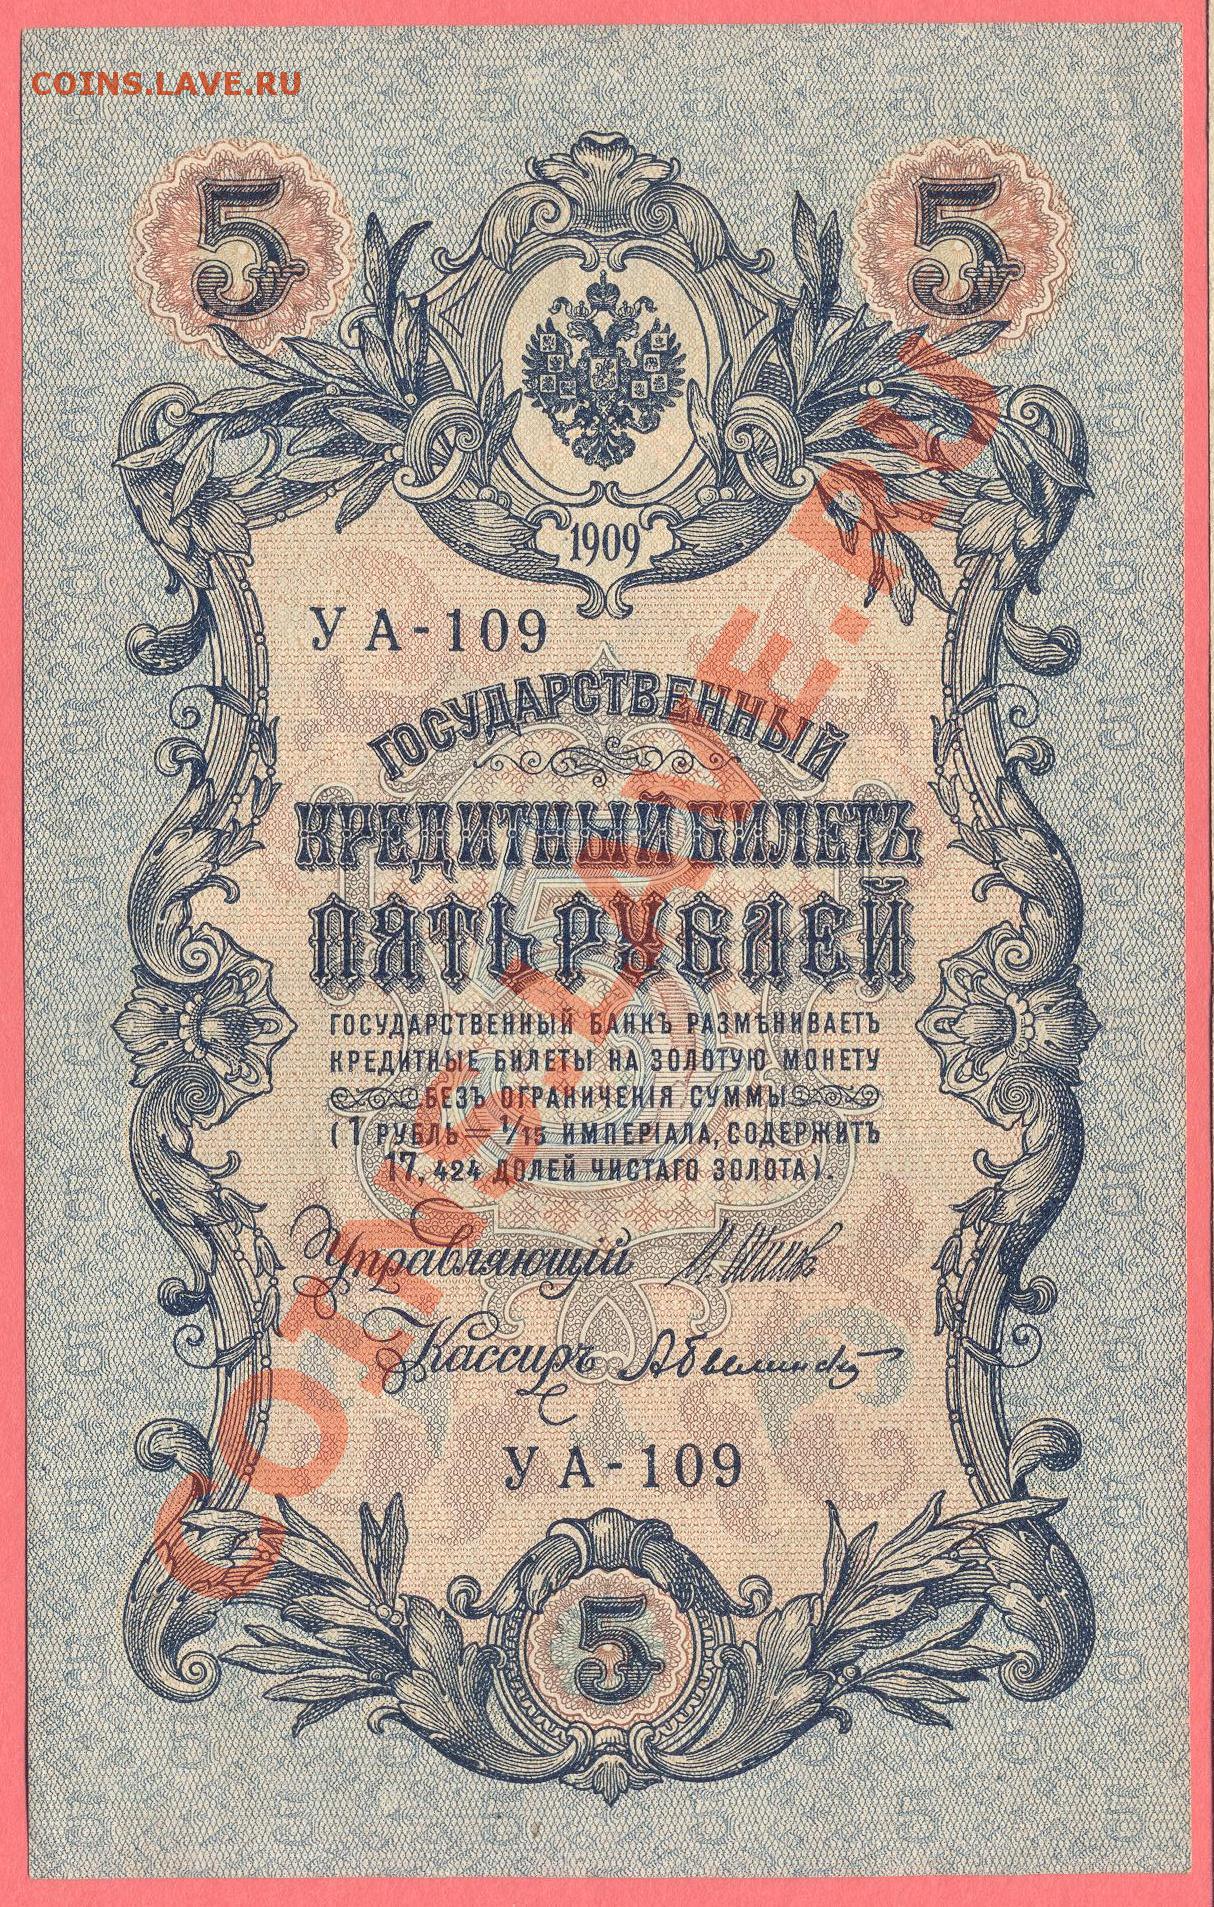 COINS.LAVE.RU
5 5
1909
УА-109
ГОСУДАРСТВЕННЫЙ
КРЕДИТНЫЙ БИЛЕТЪ
ПЯТЬ РУБЛЕЙ
ГОСУДАРСТВЕННЫЙ БАНКЪ РАЗМѢНИВАЕТЪ
КРЕДИТНЫЕ БИЛЕТЫ НА ЗОЛОТУЮ МОНЕТУ
БЕЗЪ ОГРАНИЧЕНІЯ СУММЫ
(1 РУБЛЬ = 1/15 ИМПЕРІАЛА, СОДЕРЖИТЪ
17,424 ДОЛЕЙ ЧИСТАГО ЗОЛОТА).
Управляющій
Кассиръ
УА-109
5
COINS.LAVE.RU